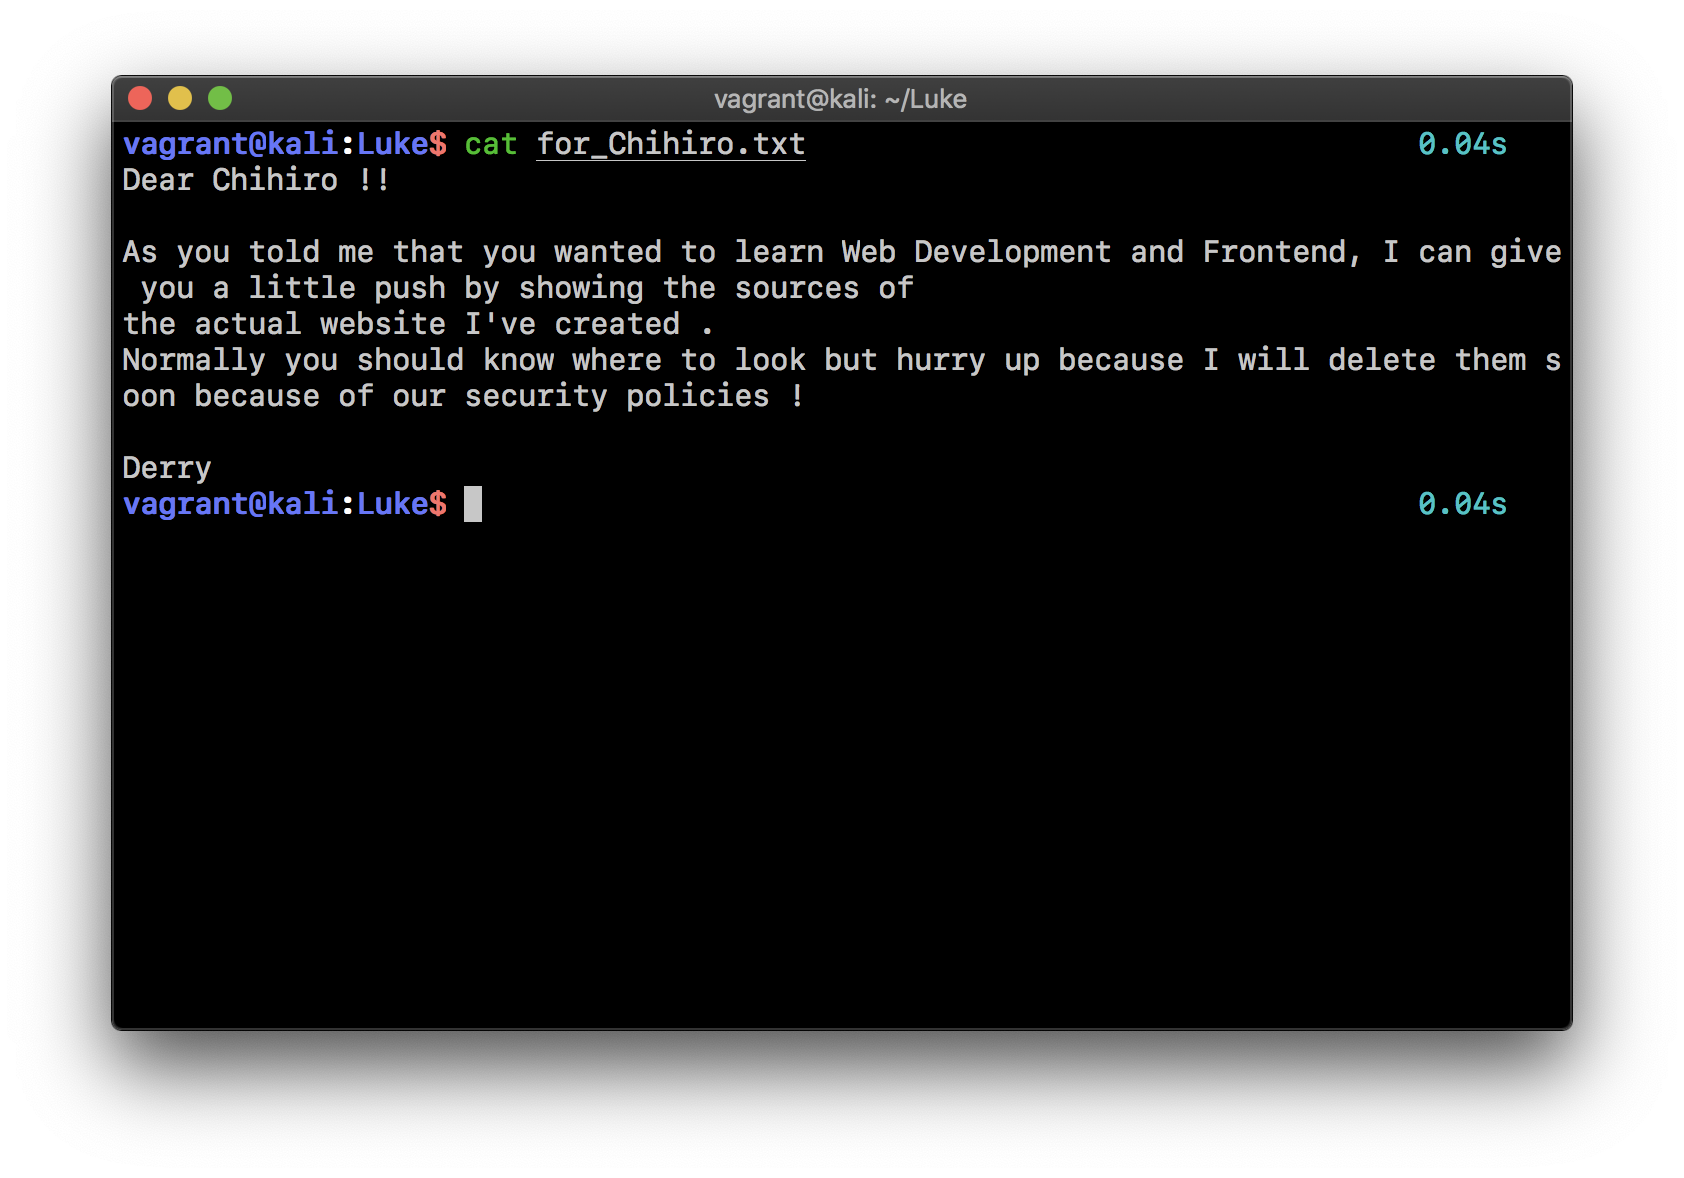 vagrant@kali: ~/Luke
vagrant@kali:Luke$ cat for_Chihiro.txt 0.04s
Dear Chihiro !!
As you told me that you wanted to learn Web Development and Frontend, I can give
you a little push by showing the sources of
the actual website I've created .
Normally you should know where to look but hurry up because I will delete them s
oon because of our security policies !
Derry
vagrant@kali:Luke$ 0.04s